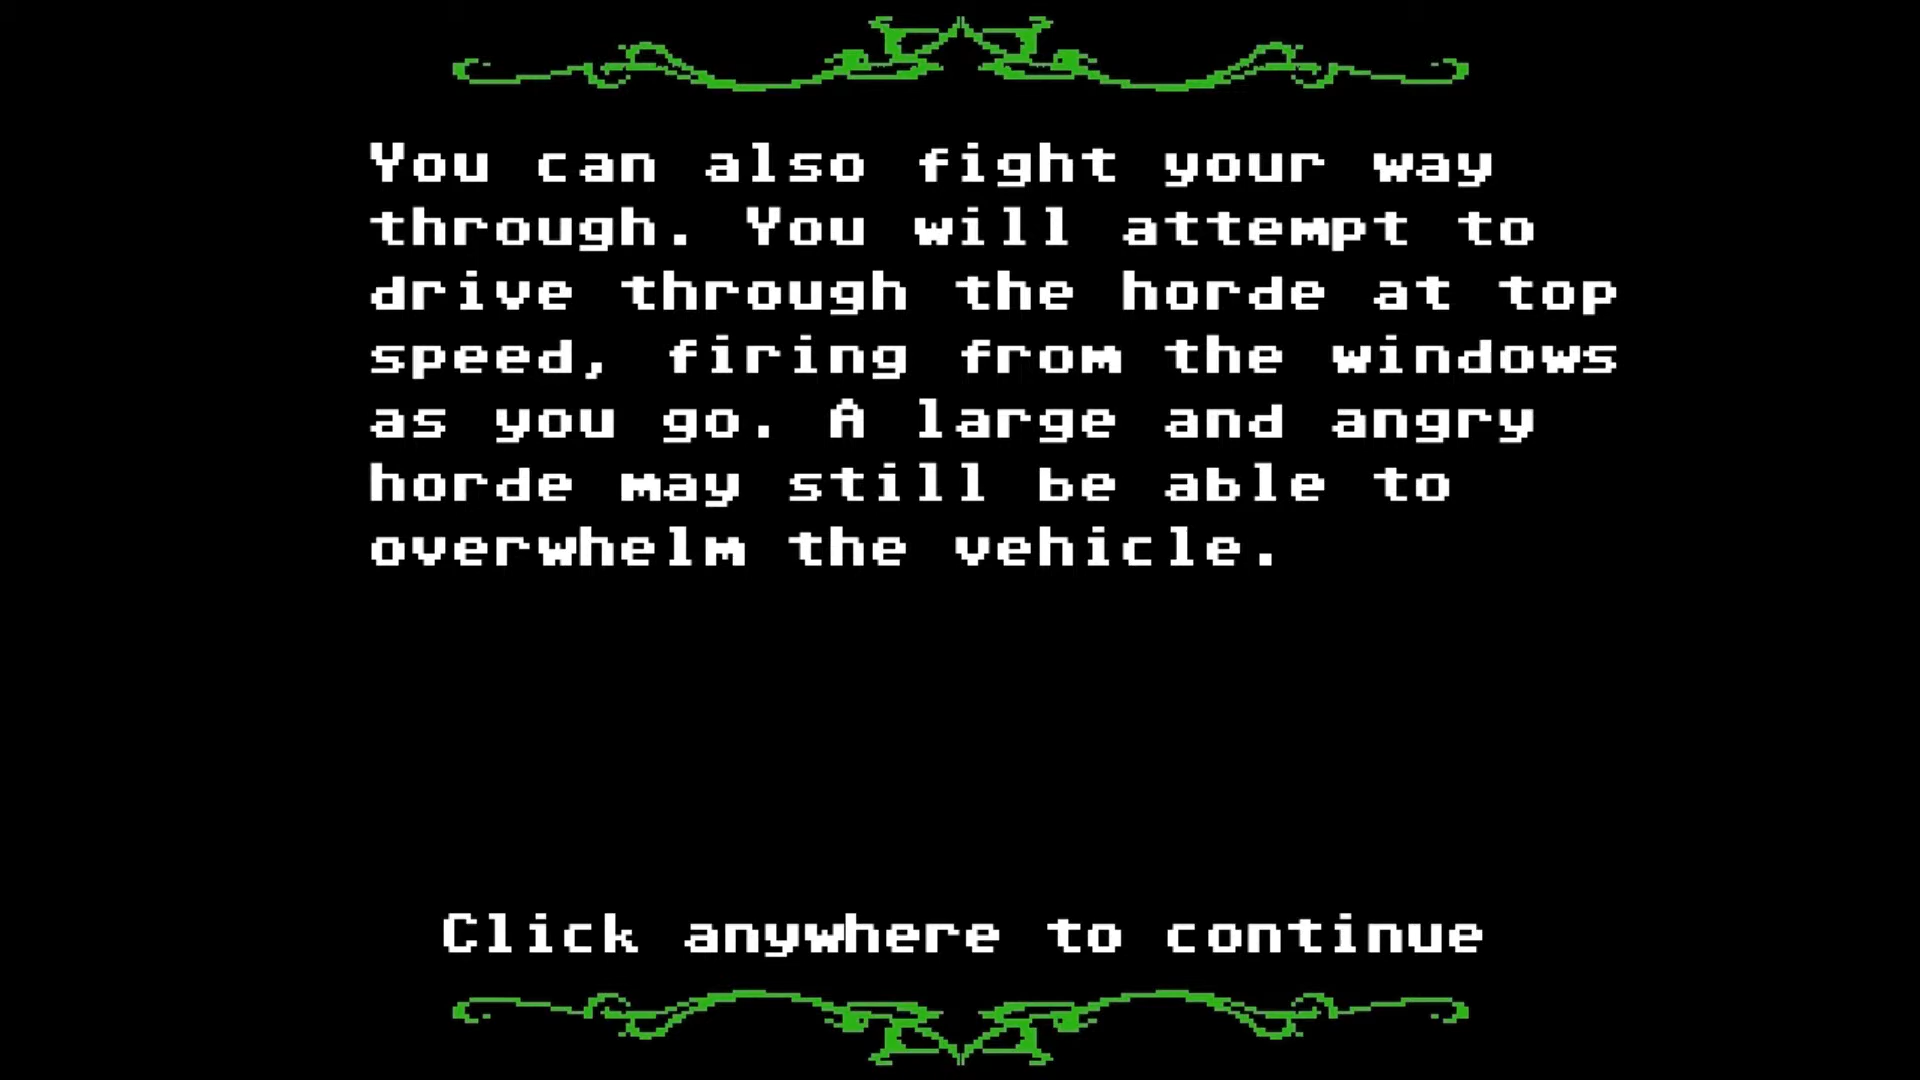 You can also fight your way
through. You will attempt to
drive through the horde at top
speed, firing from the windows
as you go. A large and angry
horde may still be able to
overwhelm the vehicle.
Click anywhere to continue